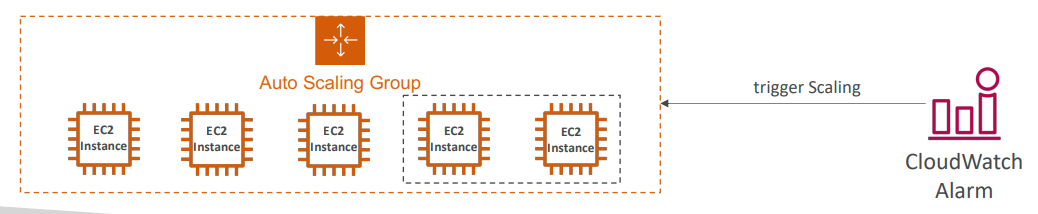 Auto Scaling Group
EC2
Instance
EC2
Instance
EC2
Instance
EC2
Instance
EC2
Instance
trigger Scaling
CloudWatch
Alarm